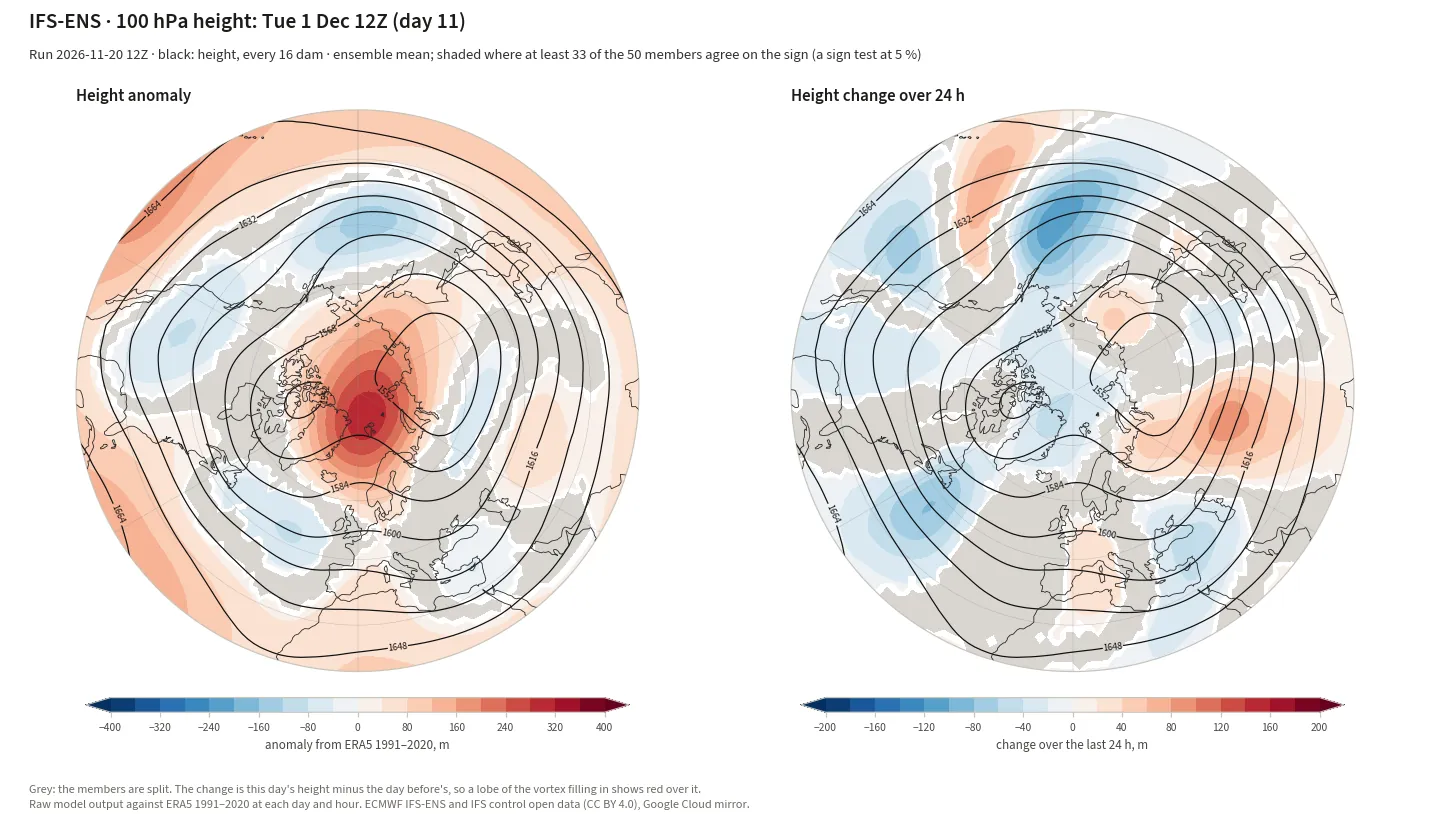 IFS-ENS · 100 hPa height: Tue 1 Dec 12Z (day 11)
Run 2026-11-20 12Z · black: height, every 16 dam · ensemble mean; shaded where at least 33 of the 50 members agree on the sign (a sign test at 5 %)
Height anomaly
1664
1632
1568
1552
1584
1600
1616
1664
1648
−400 −320 −240 −160 −80 0 80 160 240 320 400
anomaly from ERA5 1991–2020, m
Height change over 24 h
1664
1632
1568
1552
1584
1600
1616
1664
1648
−200 −160 −120 −80 −40 0 40 80 120 160 200
change over the last 24 h, m
Grey: the members are split. The change is this day's height minus the day before's, so a lobe of the vortex filling in shows red over it.
Raw model output against ERA5 1991–2020 at each day and hour. ECMWF IFS-ENS and IFS control open data (CC BY 4.0), Google Cloud mirror.